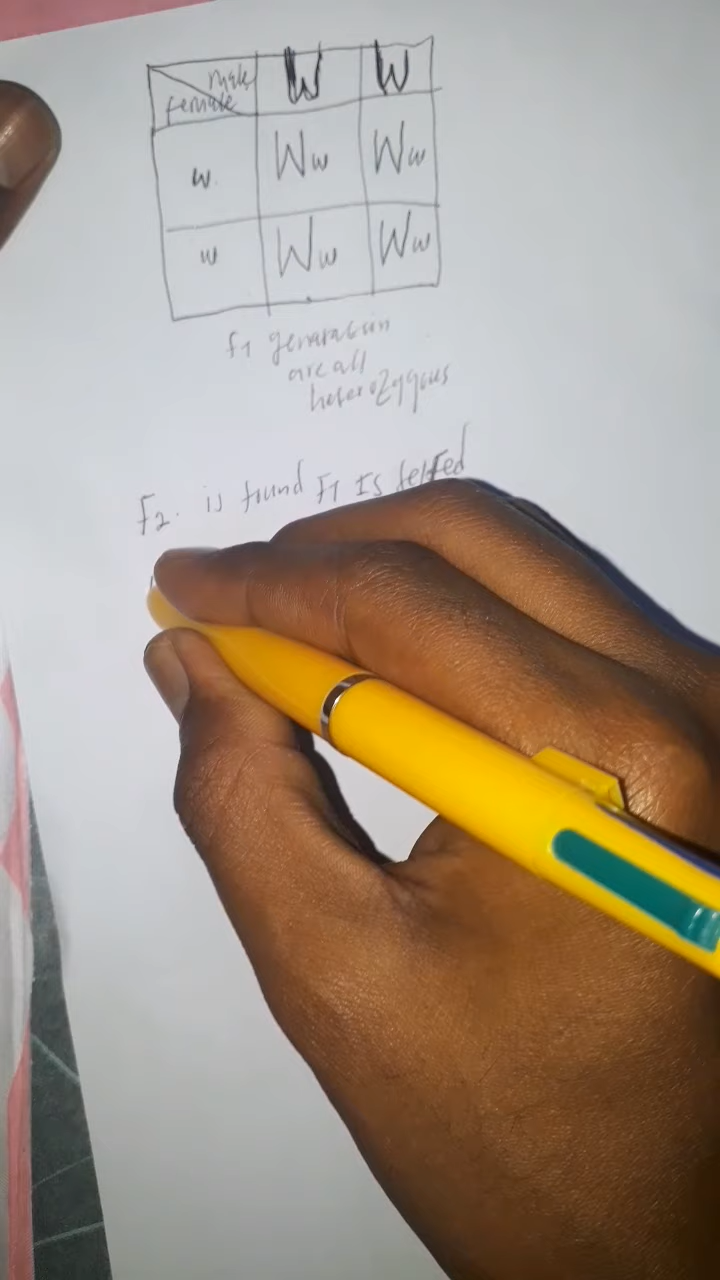 male W W
female
w Ww Ww
w Ww Ww
F1 generation
are all
heterozygous
F2. is found F1 Is selfed